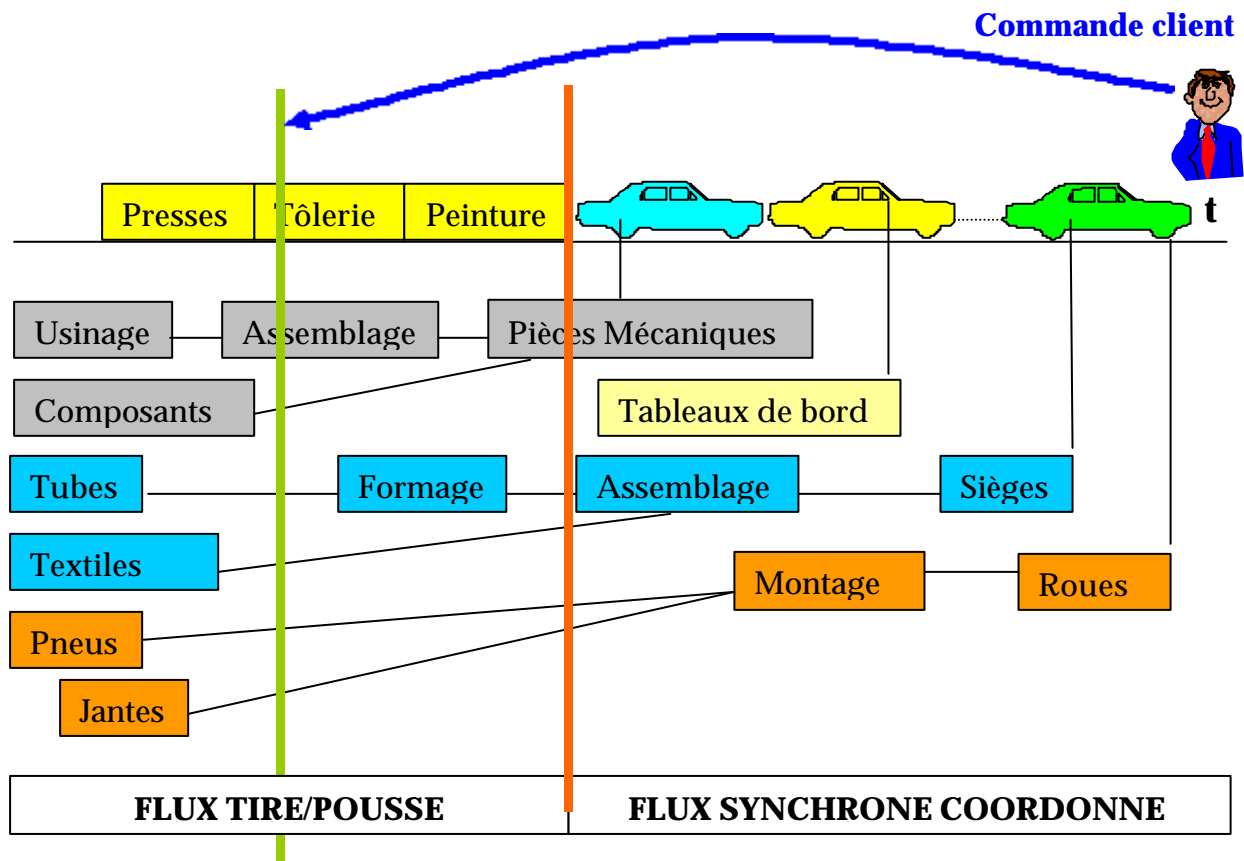 Commande client
Presses
Tôlerie
Peinture
t
Usinage
Assemblage
Pièces Mécaniques
Composants
Tableaux de bord
Tubes
Formage
Assemblage
Sièges
Textiles
Montage
Roues
Pneus
Jantes
FLUX TIRE/POUSSE
FLUX SYNCHRONE COORDONNE